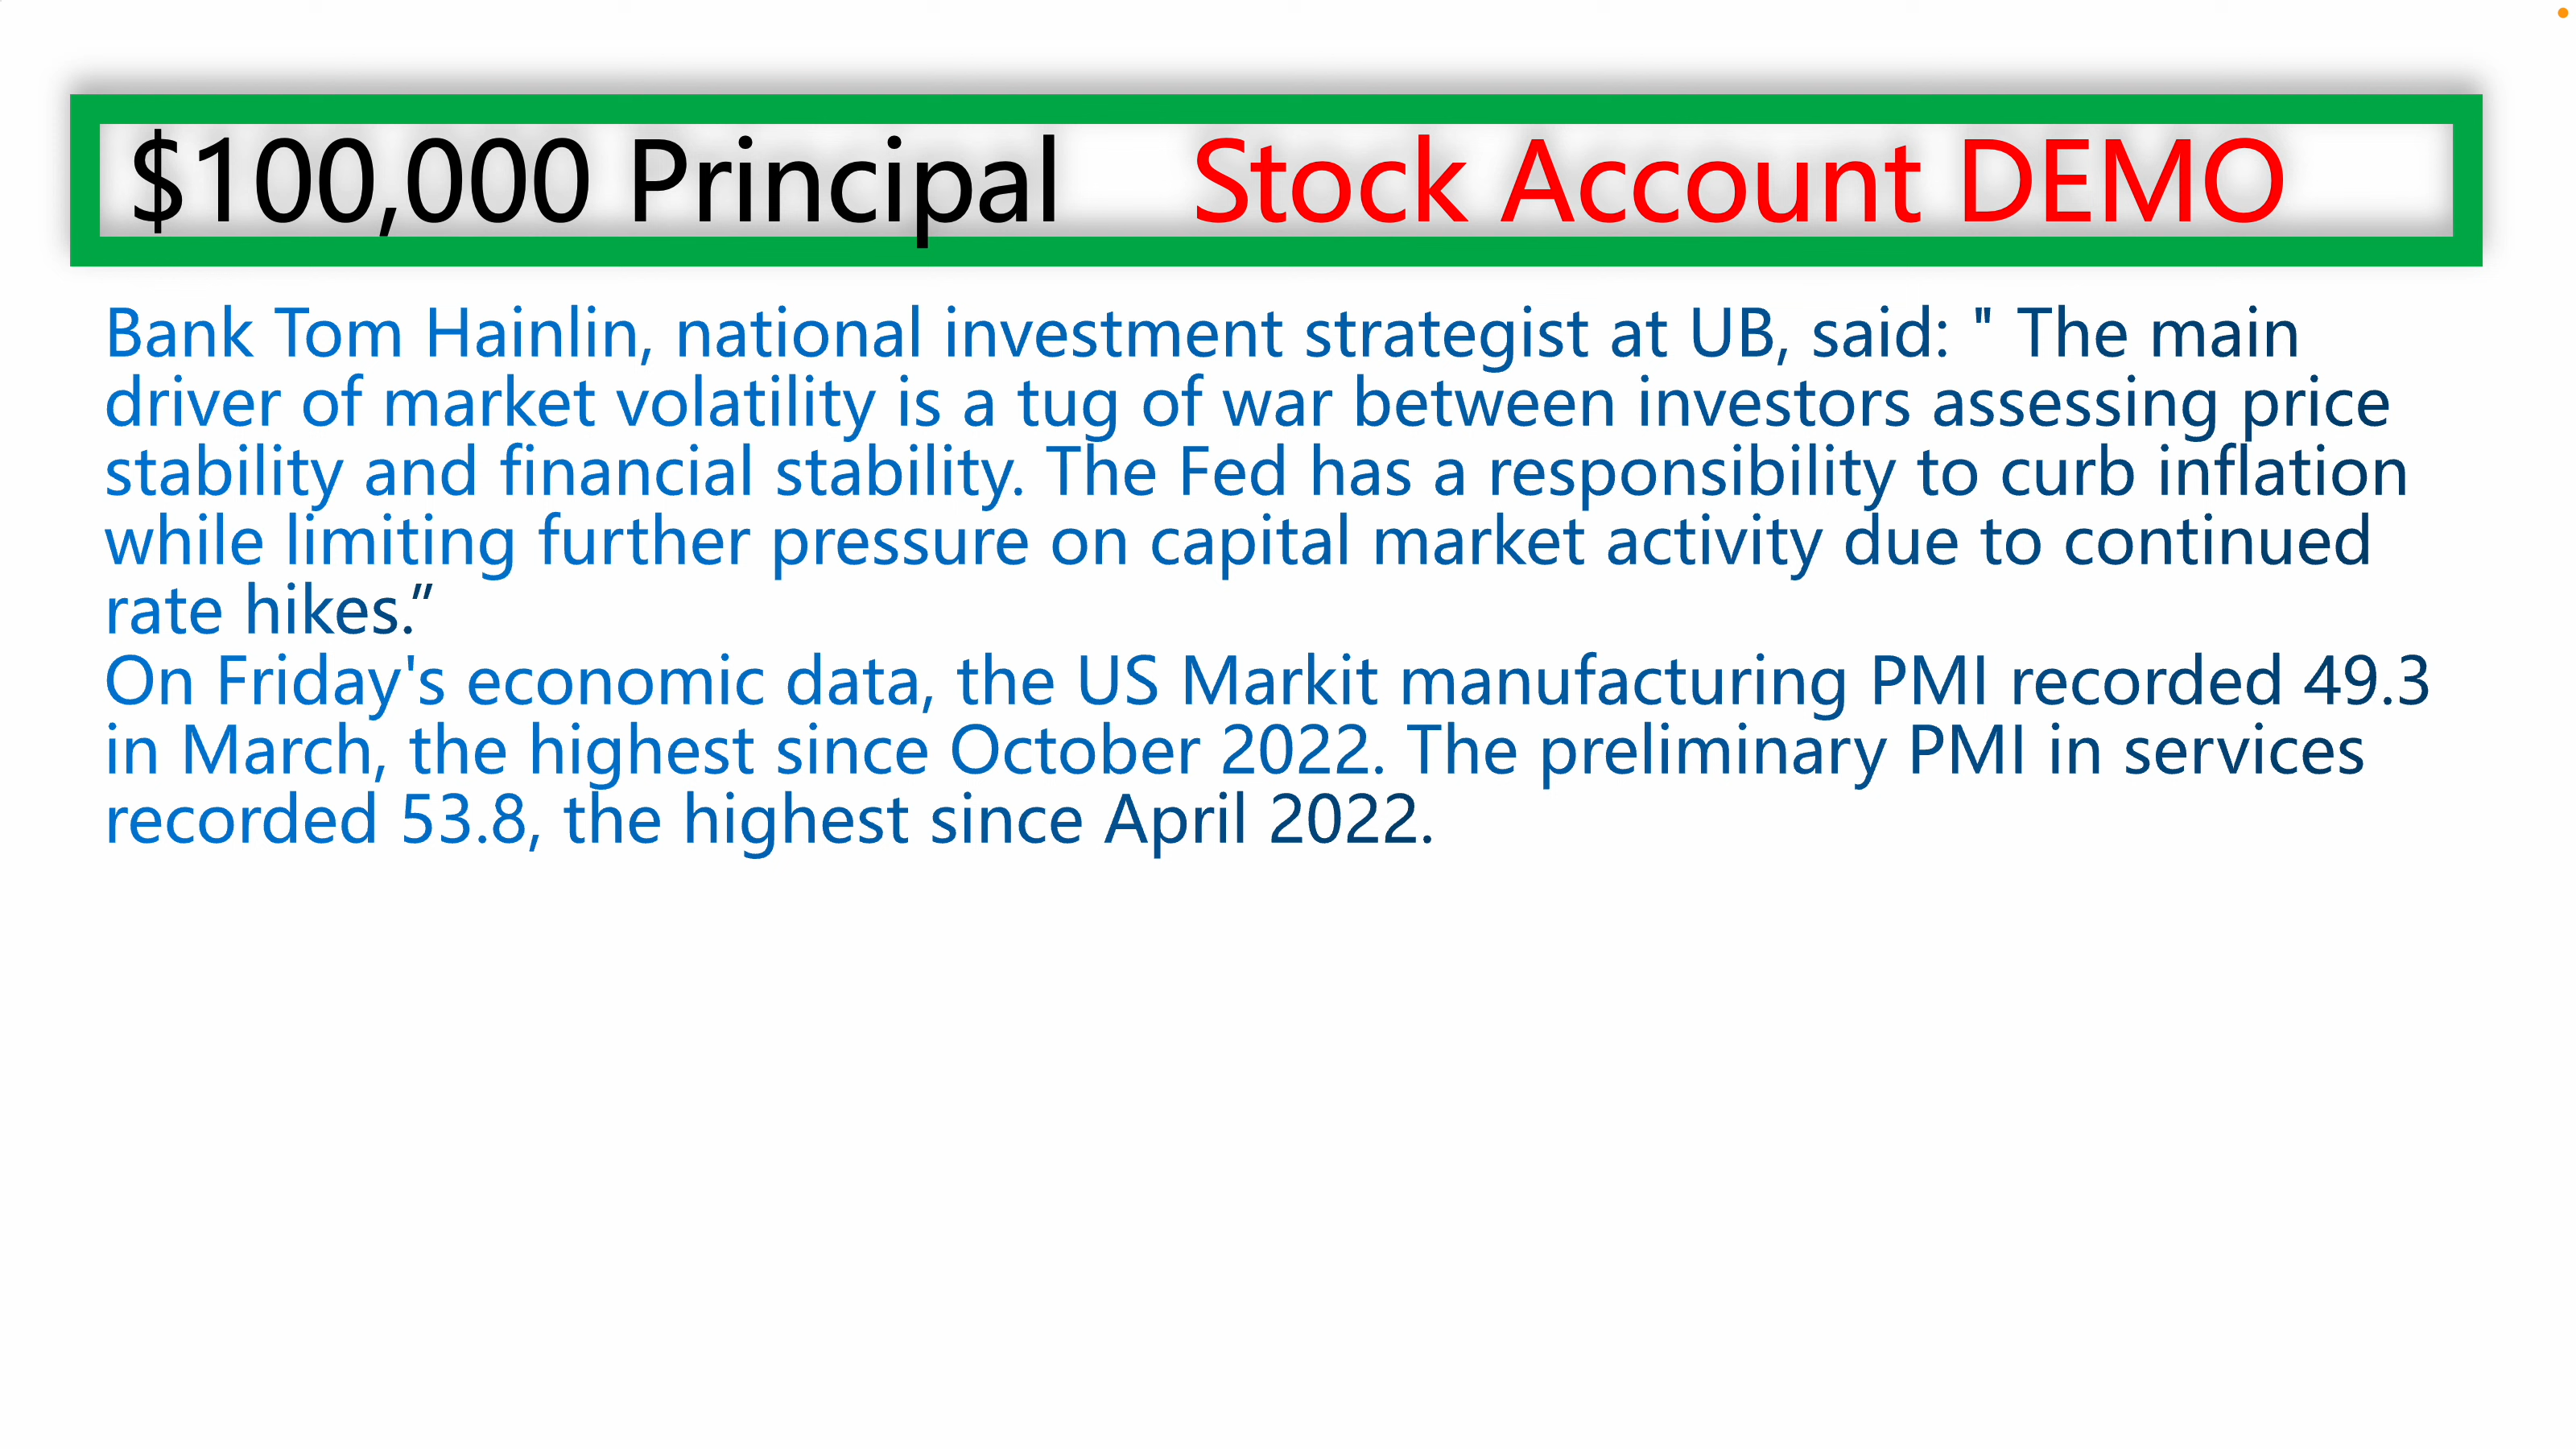 $100,000 Principal Stock Account DEMO
Bank Tom Hainlin, national investment strategist at UB, said: " The main
driver of market volatility is a tug of war between investors assessing price
stability and financial stability. The Fed has a responsibility to curb inflation
while limiting further pressure on capital market activity due to continued
rate hikes.”
On Friday's economic data, the US Markit manufacturing PMI recorded 49.3
in March, the highest since October 2022. The preliminary PMI in services
recorded 53.8, the highest since April 2022.